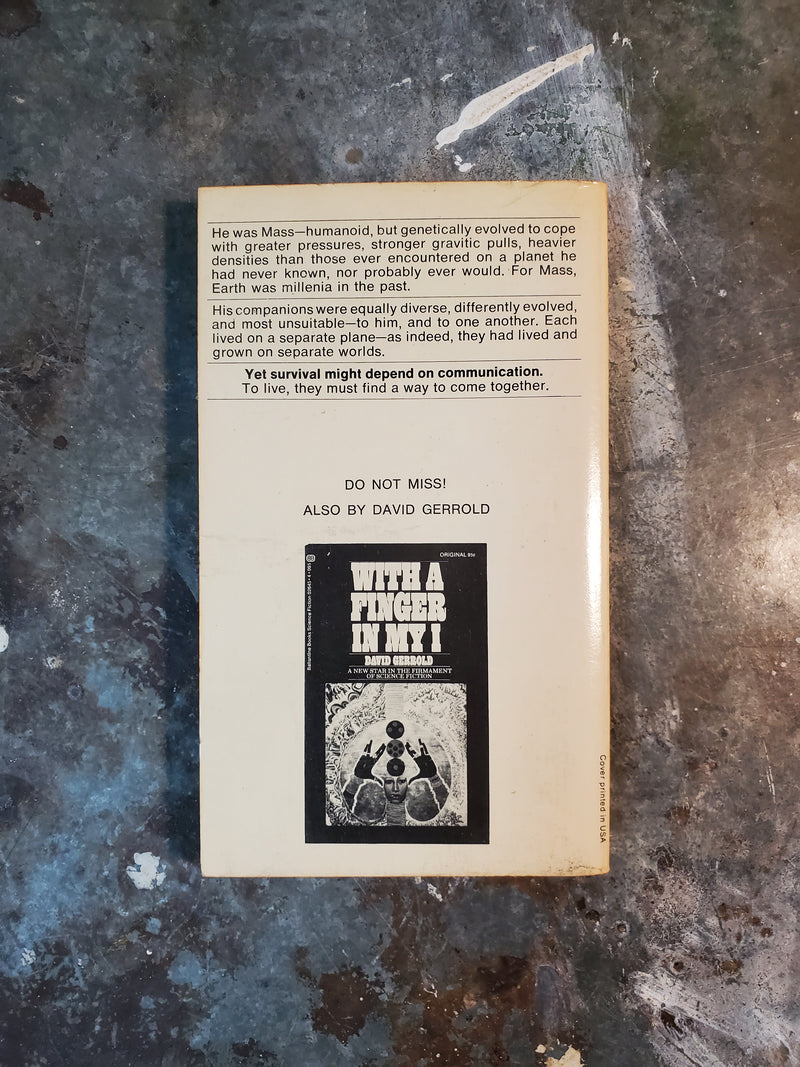 He was Mass—humanoid, but genetically evolved to cope
with greater pressures, stronger gravitic pulls, heavier
densities than those ever encountered on a planet he
had never known, nor probably ever would. For Mass,
Earth was millenia in the past.
His companions were equally diverse, differently evolved,
and most unsuitable—to him, and to one another. Each
lived on a separate plane—as indeed, they had lived and
grown on separate worlds.
Yet survival might depend on communication.
To live, they must find a way to come together.
DO NOT MISS!
ALSO BY DAVID GERROLD
ORIGINAL 95¢
WITH A
FINGER
IN MY I
DAVID GERROLD
A NEW STAR IN THE FIRMAMENT
OF SCIENCE FICTION
Ballantine Books Science Fiction
Cover printed in USA